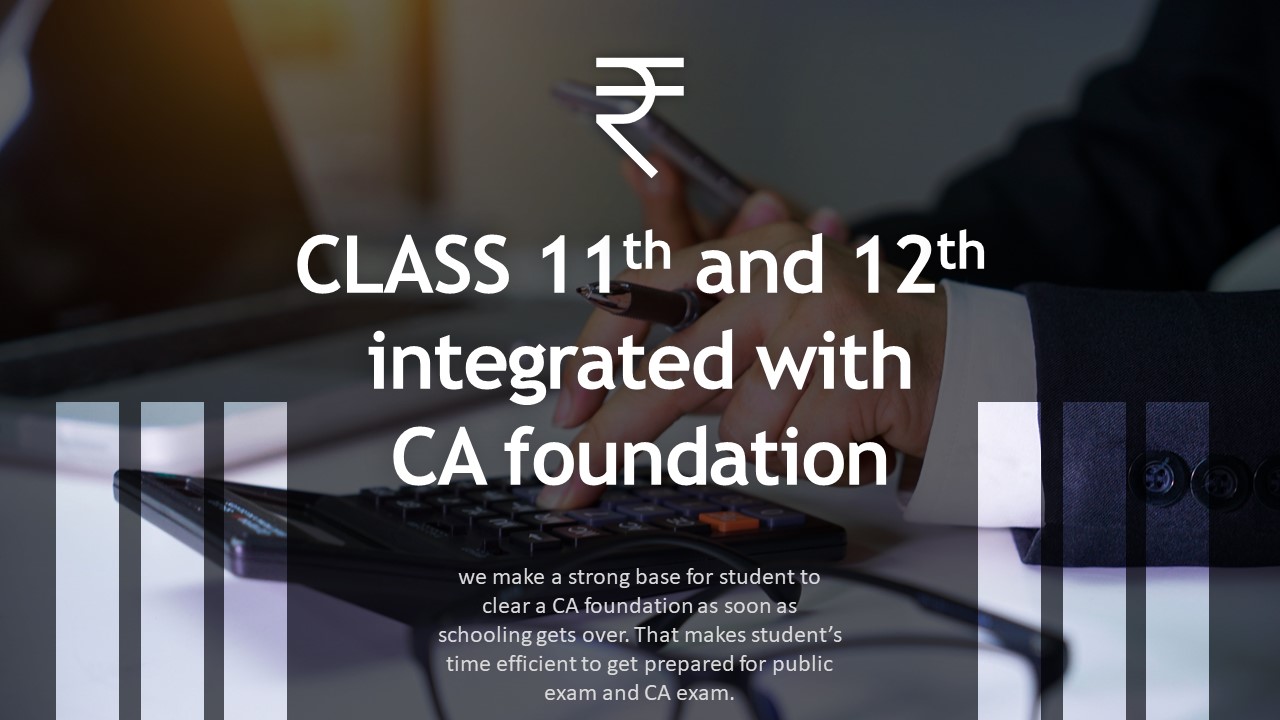 ₹
CLASS 11th and 12th
integrated with
CA foundation
we make a strong base for student to
clear a CA foundation as soon as
schooling gets over. That makes student’s
time efficient to get prepared for public
exam and CA exam.